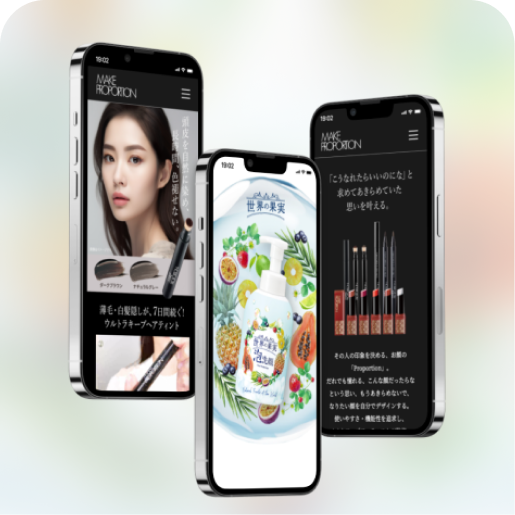 19:02
MAKE
PROPORTION
頭皮を自然に染め、
長時間色褪せない。
ダークブラウン
ナチュラルグレー
薄毛・白髪隠しが、7日間続く!
ウルトラキープヘアティント
19:02
世界の果実
世界の果実
泡洗顔
19:02
MAKE
PROPORTION
「こうなれたらいいのにな」と
求めてあきらめていた
思いを叶える。
その人の印象を決める、お顔の
「Proportion」。
だれでも憧れる、こんな顔だったらな
という思い、もうあきらめないで、
なりたい顔を自分でデザインする。
使いやすさ・機能性を追求し、